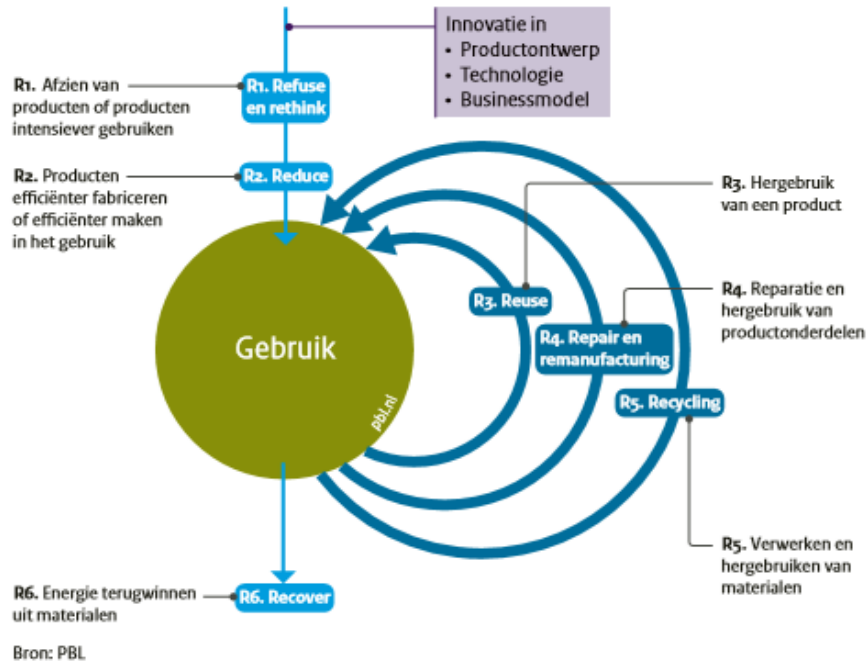 Innovatie in
• Productontwerp
• Technologie
• Businessmodel
R1. Afzien van
producten of producten
intensiever gebruiken
R1. Refuse
en rethink
R2. Producten
efficiënter fabriceren
of efficiënter maken
in het gebruik
R2. Reduce
R3. Hergebruik
van een product
R3. Reuse
R4. Reparatie en
hergebruik van
productonderdelen
R4. Repair en
remanufacturing
Gebruik
pbl.nl
R5. Recycling
R5. Verwerken en
hergebruiken van
materialen
R6. Energie terugwinnen
uit materialen
R6. Recover
Bron: PBL